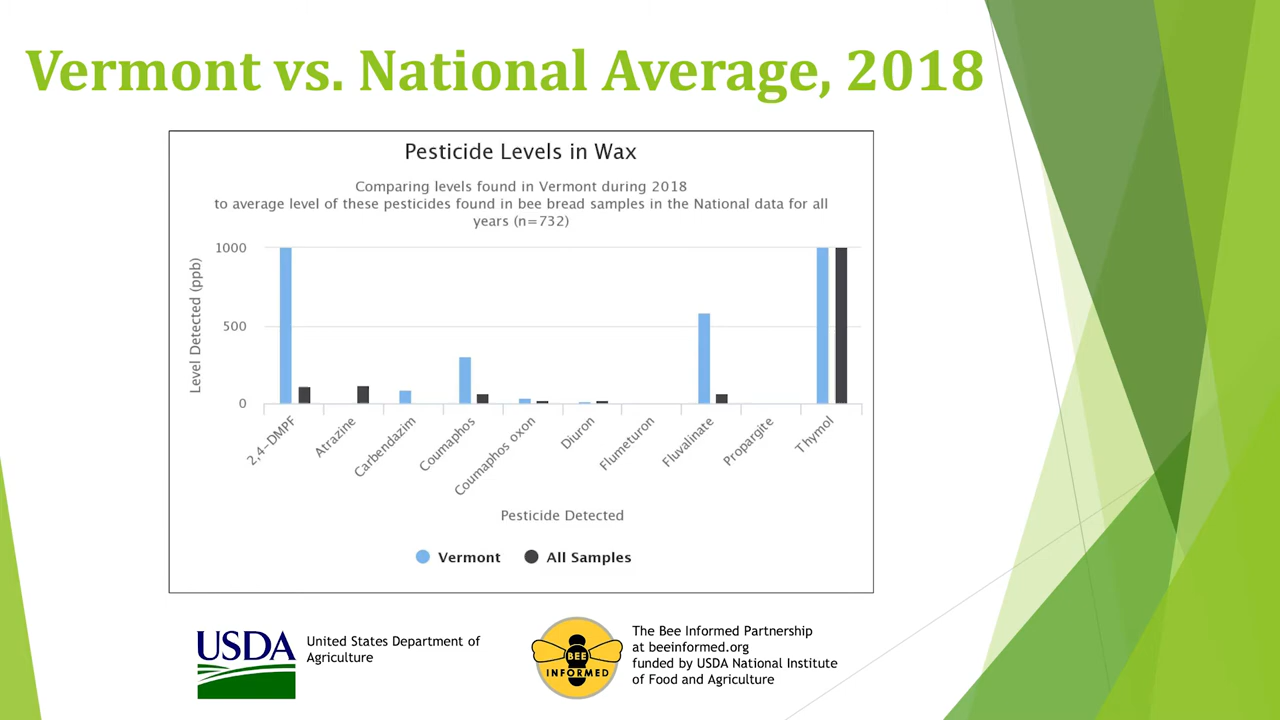 Vermont vs. National Average, 2018
Pesticide Levels in Wax
Comparing levels found in Vermont during 2018
to average level of these pesticides found in bee bread samples in the National data for all
years (n=732)
Level Detected (ppb)
1000
500
0
2,4-DMPF
Atrazine
Carbendazim
Coumaphos
Coumaphos oxon
Diuron
Flumeturon
Fluvalinate
Propargite
Thymol
Pesticide Detected
Vermont
All Samples
USDA
United States Department of
Agriculture
BEE
INFORMED
The Bee Informed Partnership
at beeinformed.org
funded by USDA National Institute
of Food and Agriculture